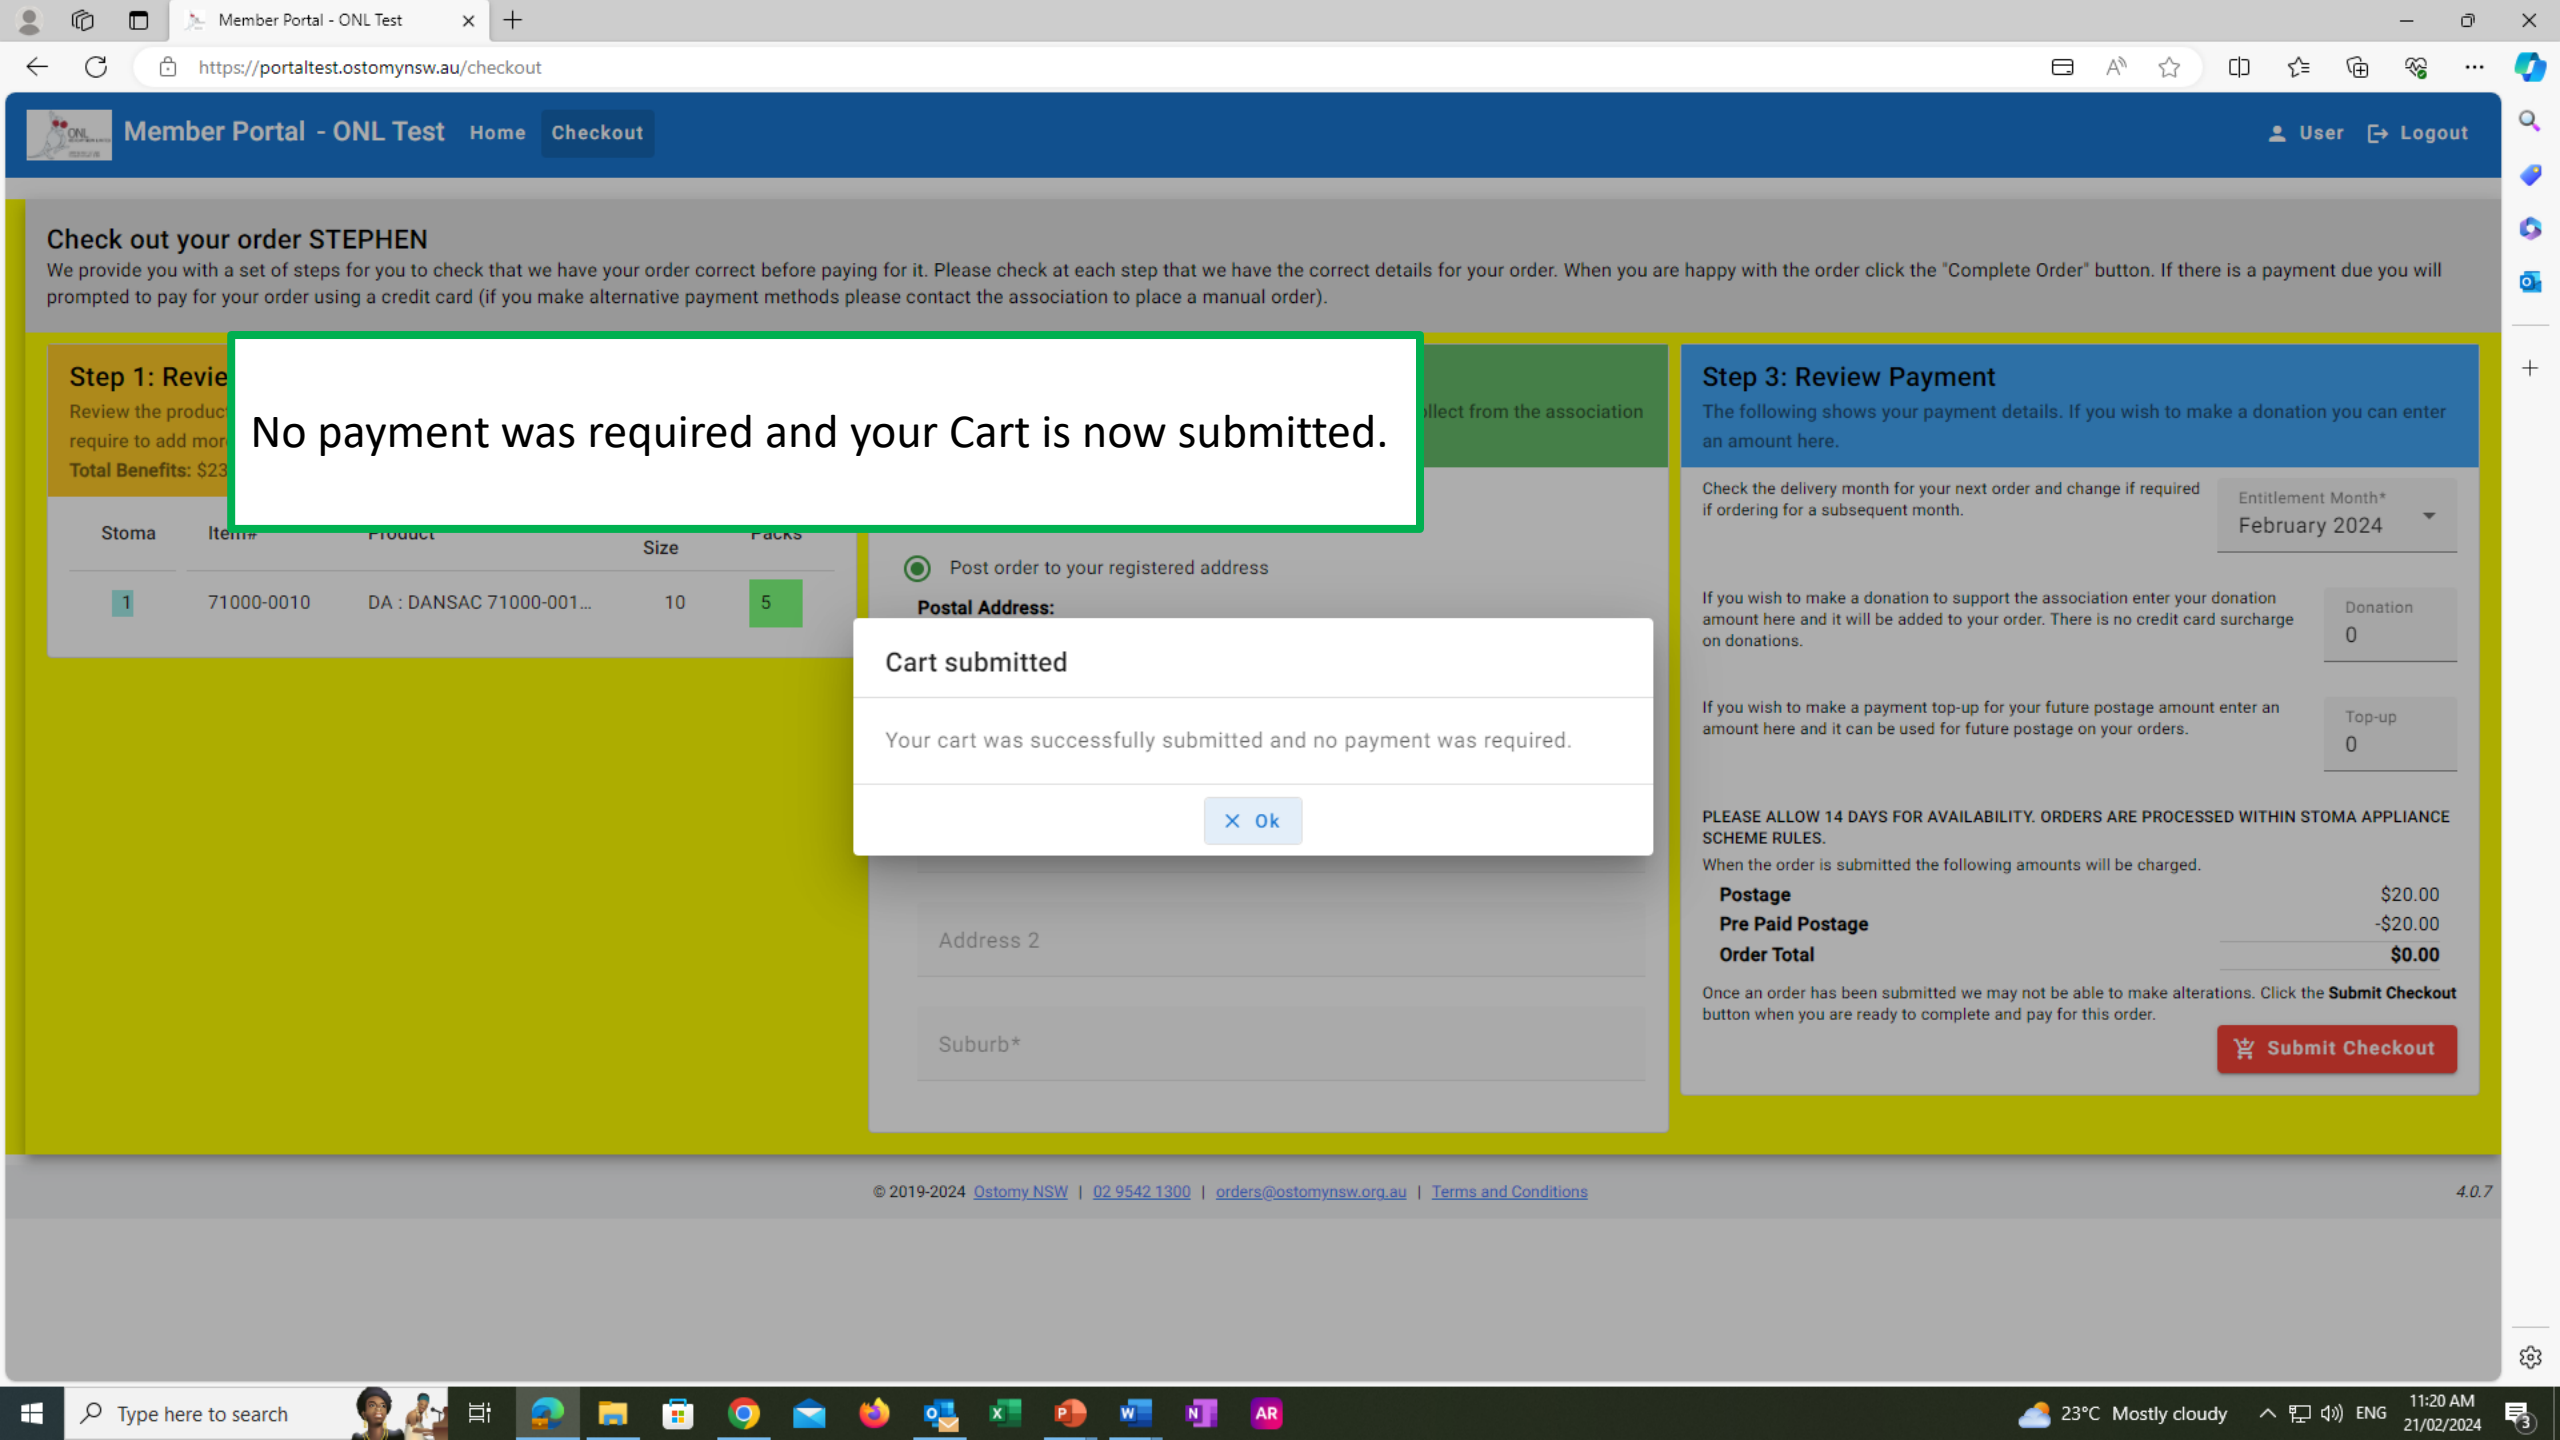 Member Portal - ONL Test
https://portaltest.ostomynsw.au/checkout
ONL
Member Portal - ONL Test Home Checkout
User Logout
Check out your order STEPHEN
We provide you with a set of steps for you to check that we have your order correct before paying for it. Please check at each step that we have the correct details for your order. When you are happy with the order click the "Complete Order" button. If there is a payment due you will
prompted to pay for your order using a credit card (if you make alternative payment methods please contact the association to place a manual order).
Step 1: Revie
Review the produc
require to add mor
Total Benefits: $23
No payment was required and your Cart is now submitted.
Stoma Item# Product Size Packs
1 71000-0010 DA : DANSAC 71000-001... 10 5
llect from the association
Post order to your registered address
Postal Address:
Cart submitted
Your cart was successfully submitted and no payment was required.
Ok
Address 2
Suburb*
Step 3: Review Payment
The following shows your payment details. If you wish to make a donation you can enter
an amount here.
Check the delivery month for your next order and change if required
if ordering for a subsequent month.
Entitlement Month*
February 2024
If you wish to make a donation to support the association enter your donation
amount here and it will be added to your order. There is no credit card surcharge
on donations.
Donation
0
If you wish to make a payment top-up for your future postage amount enter an
amount here and it can be used for future postage on your orders.
Top-up
0
PLEASE ALLOW 14 DAYS FOR AVAILABILITY. ORDERS ARE PROCESSED WITHIN STOMA APPLIANCE
SCHEME RULES.
When the order is submitted the following amounts will be charged.
Postage $20.00
Pre Paid Postage -$20.00
Order Total $0.00
Once an order has been submitted we may not be able to make alterations. Click the Submit Checkout
button when you are ready to complete and pay for this order.
Submit Checkout
© 2019-2024 Ostomy NSW | 02 9542 1300 | orders@ostomynsw.org.au | Terms and Conditions
4.0.7
Type here to search
AR
23°C Mostly cloudy
ENG
11:20 AM
21/02/2024
3